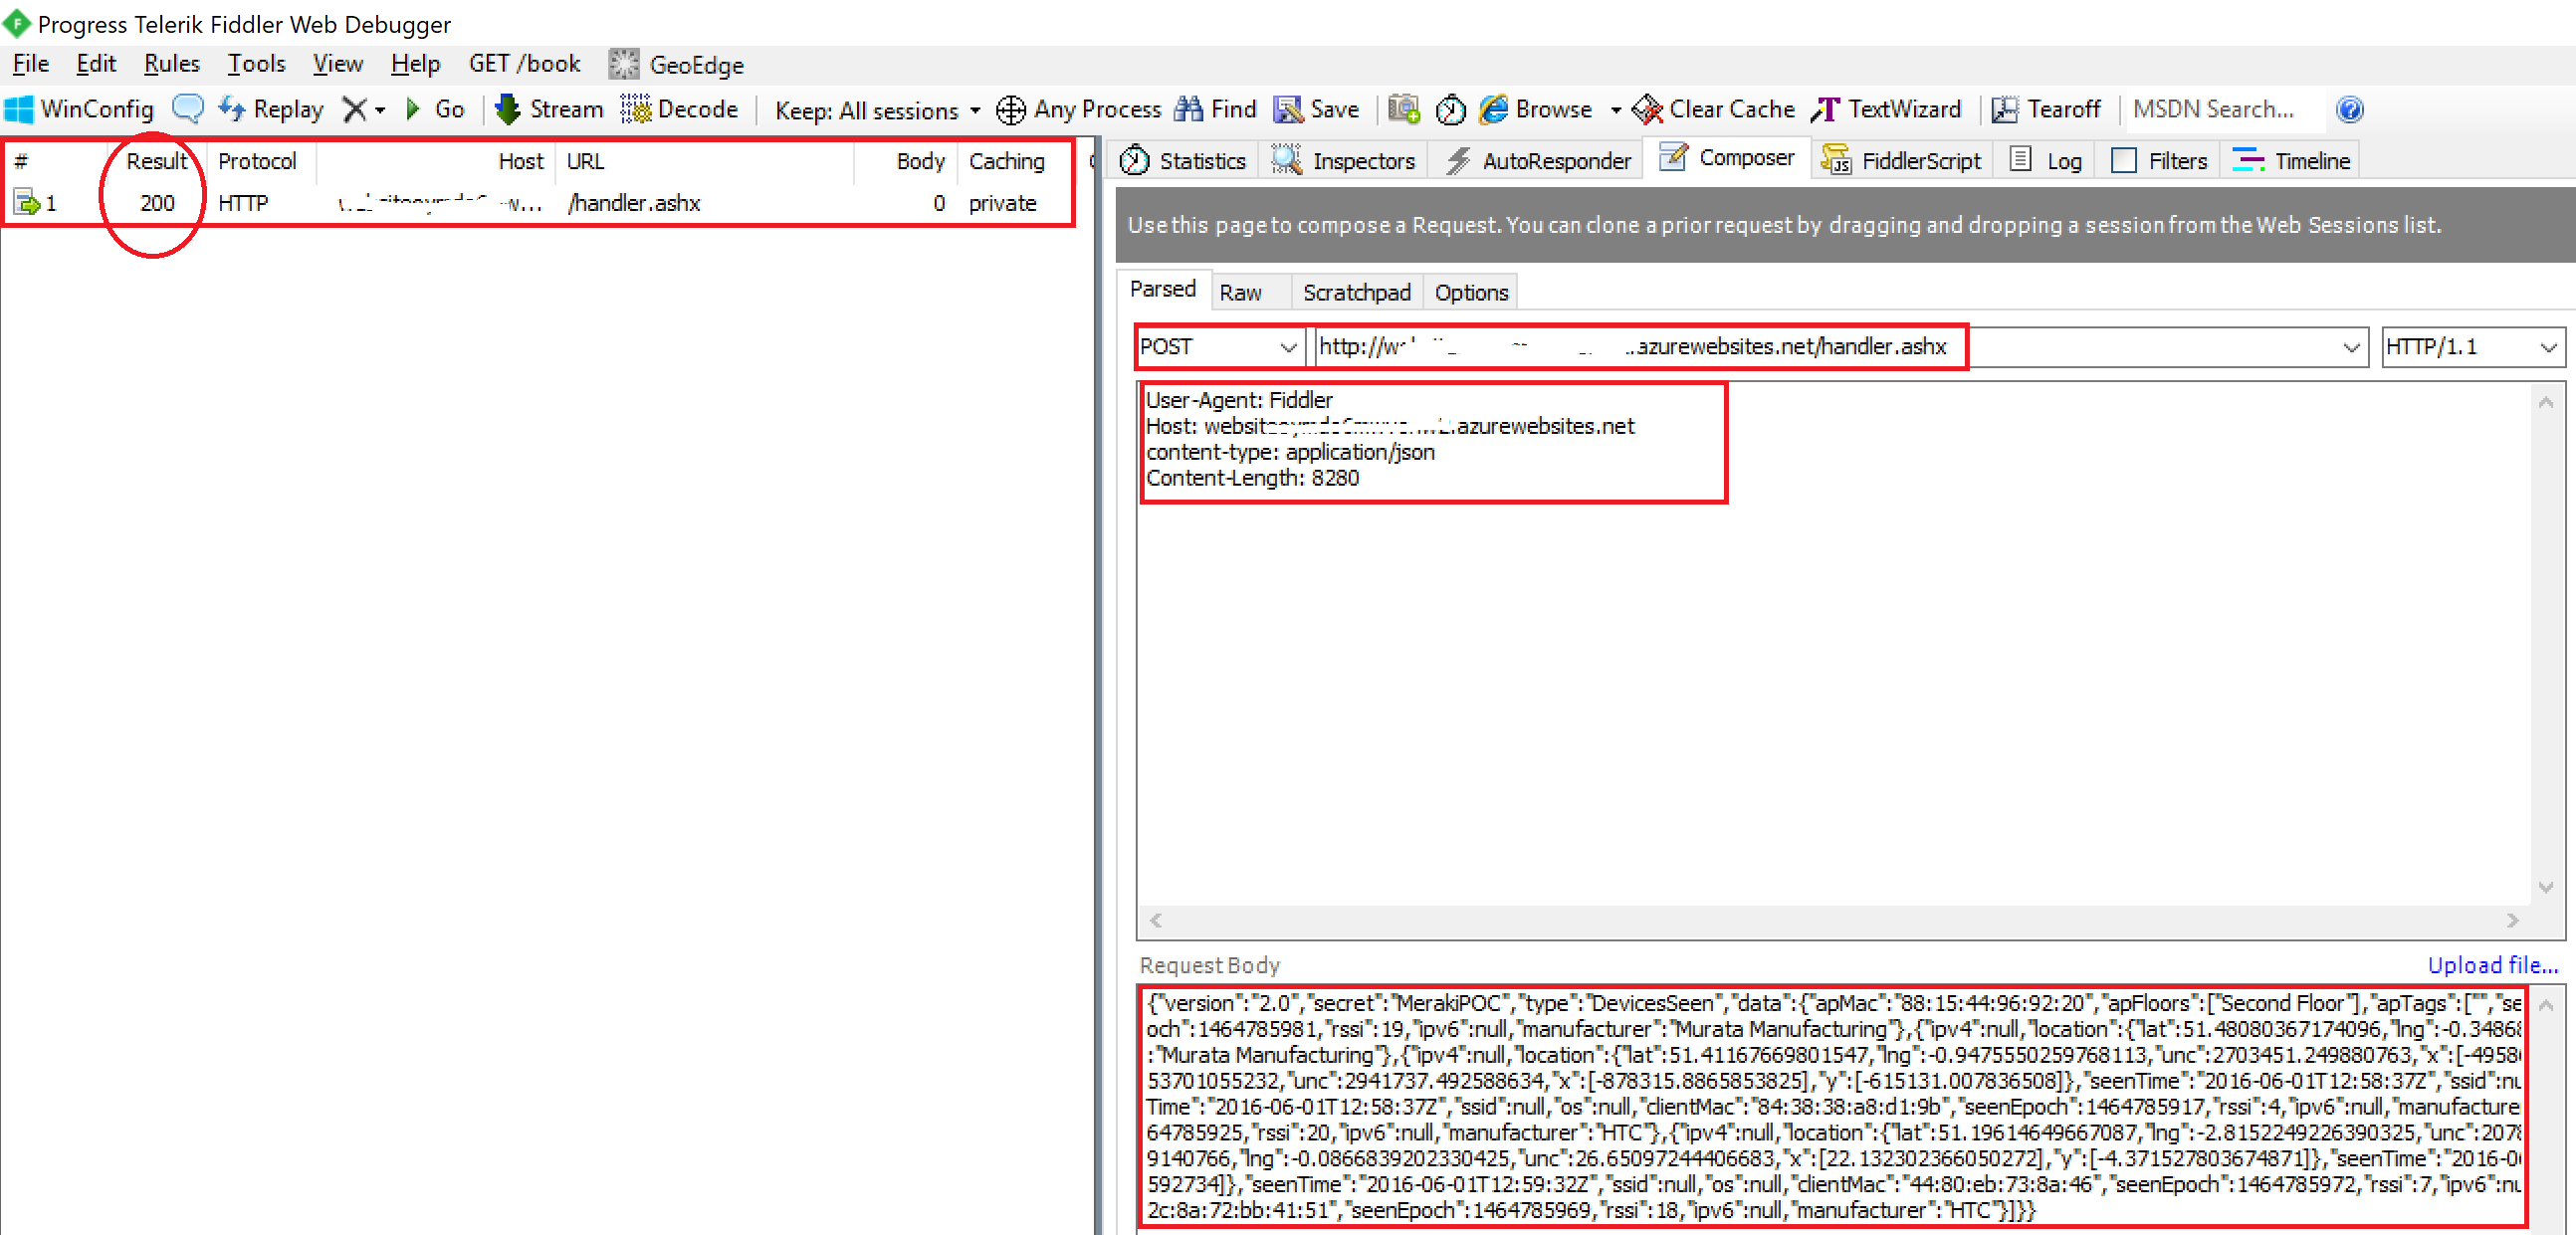 Progress Telerik Fiddler Web Debugger
File Edit Rules Tools View Help GET /book GeoEdge
WinConfig Replay Go Stream Decode Keep: All sessions Any Process Find Save Browse Clear Cache TextWizard Tearoff MSDN Search...
# Result Protocol Host URL Body Caching
1 200 HTTP /handler.ashx 0 private
Statistics Inspectors AutoResponder Composer FiddlerScript Log Filters Timeline
Use this page to compose a Request. You can clone a prior request by dragging and dropping a session from the Web Sessions list.
Parsed Raw Scratchpad Options
POST http://w .azurewebsites.net/handler.ashx HTTP/1.1
User-Agent: Fiddler
Host: .azurewebsites.net
content-type: application/json
Content-Length: 8280
Request Body Upload file...
{"version":"2.0","secret":"MerakiPOC","type":"DevicesSeen","data":{"apMac":"88:15:44:96:92:20","apFloors":["Second Floor"],"apTags":["","se
och":1464785981,"rssi":19,"ipv6":null,"manufacturer":"Murata Manufacturing"},{"ipv4":null,"location":{"lat":51.48080367174096,"lng":-0.3486
:"Murata Manufacturing"},{"ipv4":null,"location":{"lat":51.41167669801547,"lng":-0.9475550259768113,"unc":2703451.249880763,"x":[-4958
53701055232,"unc":2941737.492588634,"x":[-878315.8865853825],"y":[-615131.007836508]},"seenTime":"2016-06-01T12:58:37Z","ssid":nu
Time":"2016-06-01T12:58:37Z","ssid":null,"os":null,"clientMac":"84:38:38:a8:d1:9b","seenEpoch":1464785917,"rssi":4,"ipv6":null,"manufacture
64785925,"rssi":20,"ipv6":null,"manufacturer":"HTC"},{"ipv4":null,"location":{"lat":51.19614649667087,"lng":-2.8152249226390325,"unc":2078
9140766,"lng":-0.0866839202330425,"unc":26.65097244406683,"x":[22.132302366050272],"y":[-4.371527803674871]},"seenTime":"2016-0
592734]},"seenTime":"2016-06-01T12:59:32Z","ssid":null,"os":null,"clientMac":"44:80:eb:73:8a:46","seenEpoch":1464785972,"rssi":7,"ipv6":nu
2c:8a:72:bb:41:51","seenEpoch":1464785969,"rssi":18,"ipv6":null,"manufacturer":"HTC"}]}}